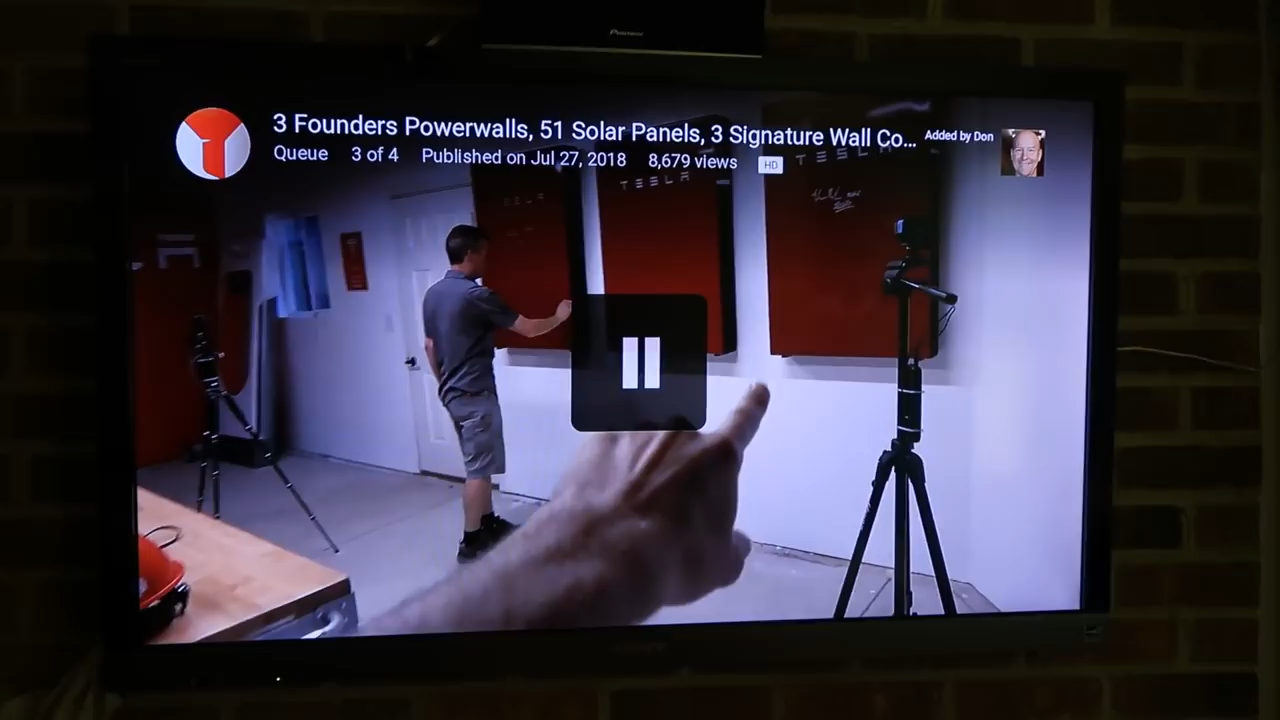 Pioneer
3 Founders Powerwalls, 51 Solar Panels, 3 Signature Wall Co...
Added by Don
Queue 3 of 4 Published on Jul 27, 2018 8,679 views HD
TESLA
TESLA
TESLA